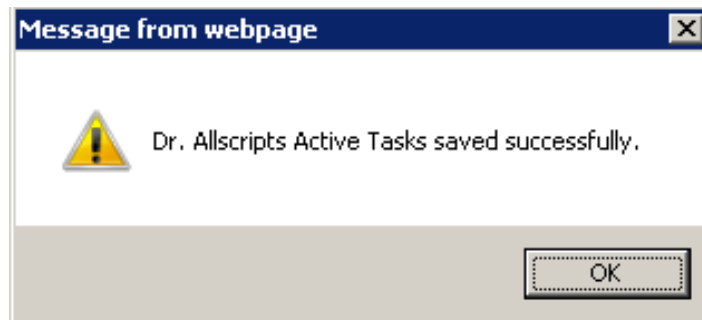 Message from webpage
Dr. Allscripts Active Tasks saved successfully.
OK